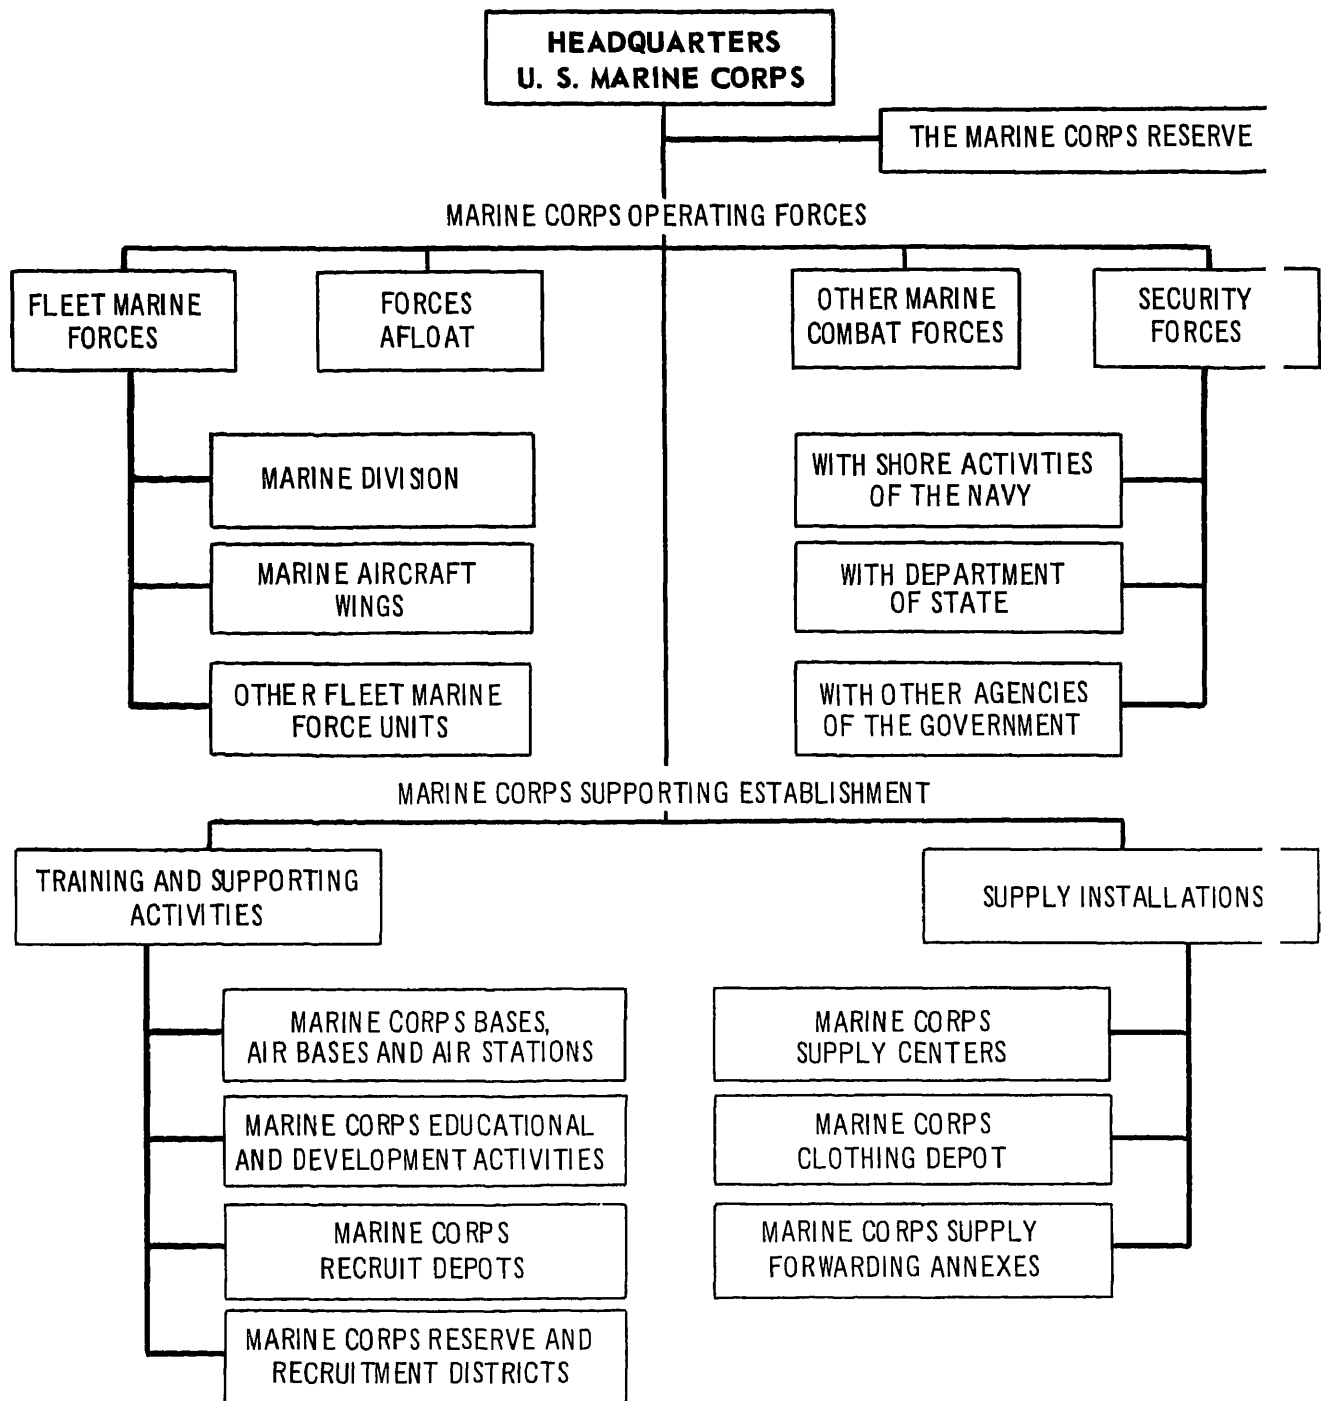 HEADQUARTERS
U. S. MARINE CORPS
THE MARINE CORPS RESERVE
MARINE CORPS OPERATING FORCES
FLEET MARINE
FORCES
FORCES
AFLOAT
OTHER MARINE
COMBAT FORCES
SECURITY
FORCES
MARINE DIVISION
MARINE AIRCRAFT
WINGS
OTHER FLEET MARINE
FORCE UNITS
WITH SHORE ACTIVITIES
OF THE NAVY
WITH DEPARTMENT
OF STATE
WITH OTHER AGENCIES
OF THE GOVERNMENT
MARINE CORPS SUPPORTING ESTABLISHMENT
TRAINING AND SUPPORTING
ACTIVITIES
SUPPLY INSTALLATIONS
MARINE CORPS BASES,
AIR BASES AND AIR STATIONS
MARINE CORPS EDUCATIONAL
AND DEVELOPMENT ACTIVITIES
MARINE CORPS
RECRUIT DEPOTS
MARINE CORPS RESERVE AND
RECRUITMENT DISTRICTS
MARINE CORPS
SUPPLY CENTERS
MARINE CORPS
CLOTHING DEPOT
MARINE CORPS SUPPLY
FORWARDING ANNEXES